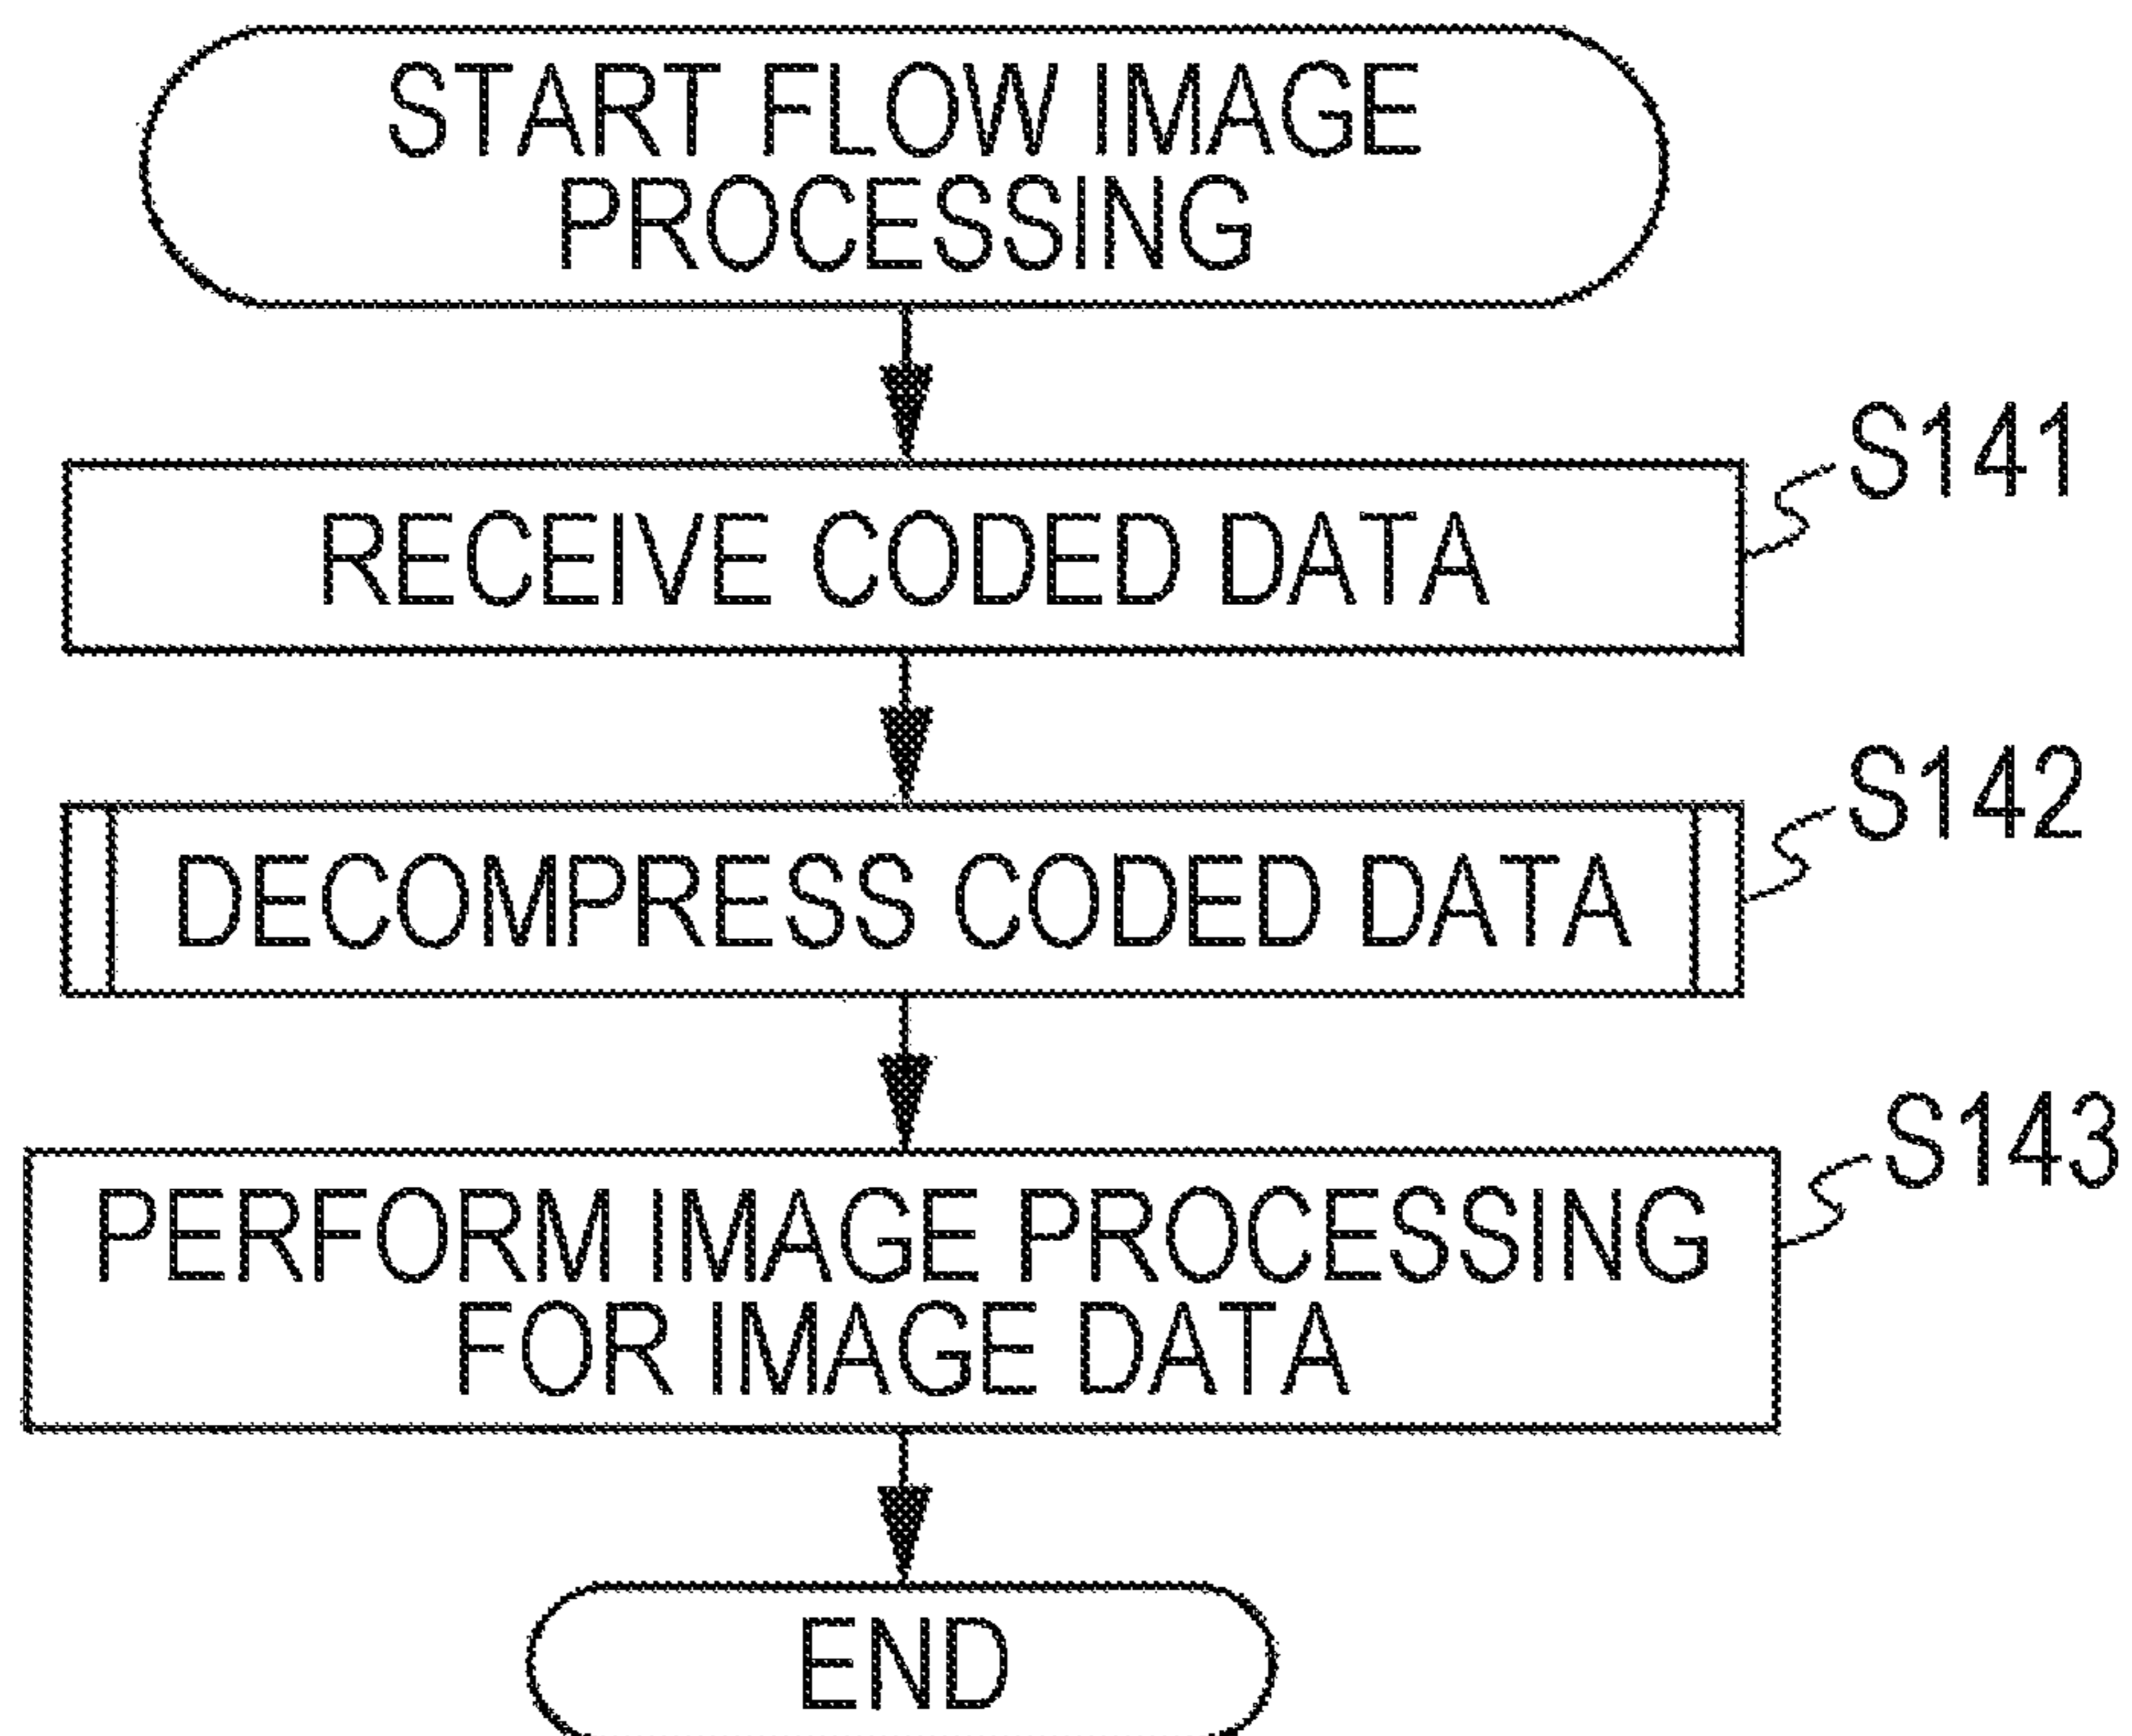 START FLOW IMAGE
PROCESSING
S141
RECEIVE CODED DATA
S142
DECOMPRESS CODED DATA
S143
PERFORM IMAGE PROCESSING
FOR IMAGE DATA
END